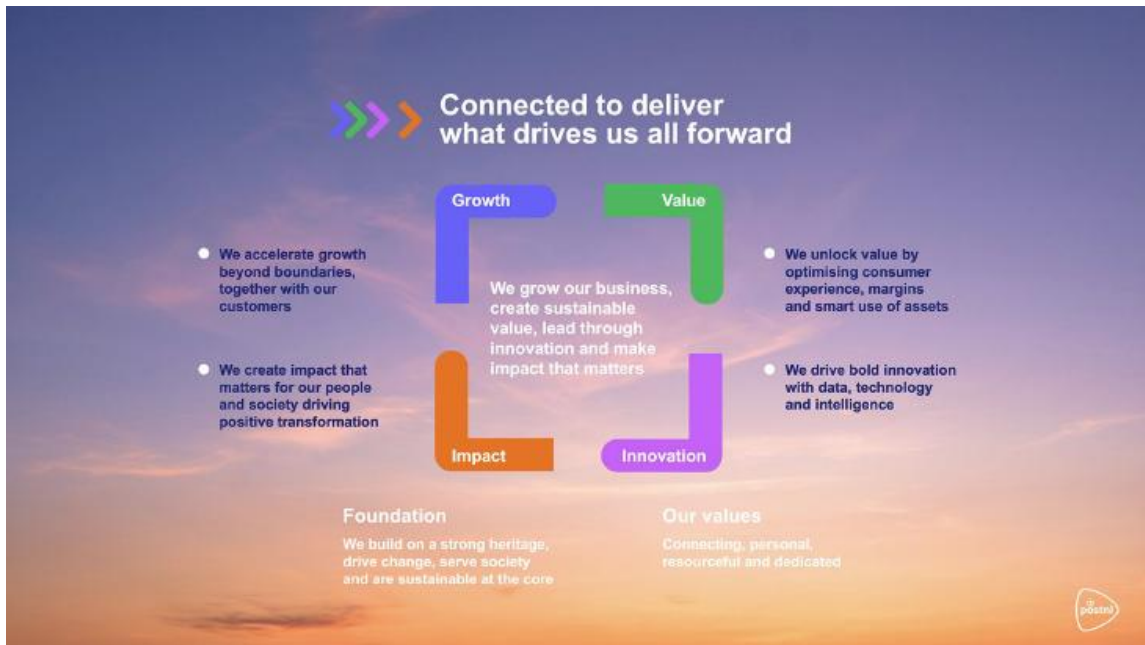 Connected to deliver
what drives us all forward
Growth
Value
We accelerate growth
beyond boundaries,
together with our
customers
We unlock value by
optimising consumer
experience, margins
and smart use of assets
We grow our business,
create sustainable
value, lead through
innovation and make
impact that matters
We create impact that
matters for our people
and society driving
positive transformation
We drive bold innovation
with data, technology
and intelligence
Impact
Innovation
Foundation
We build on a strong heritage,
drive change, serve society
and are sustainable at the core
Our values
Connecting, personal,
resourceful and dedicated
postnl